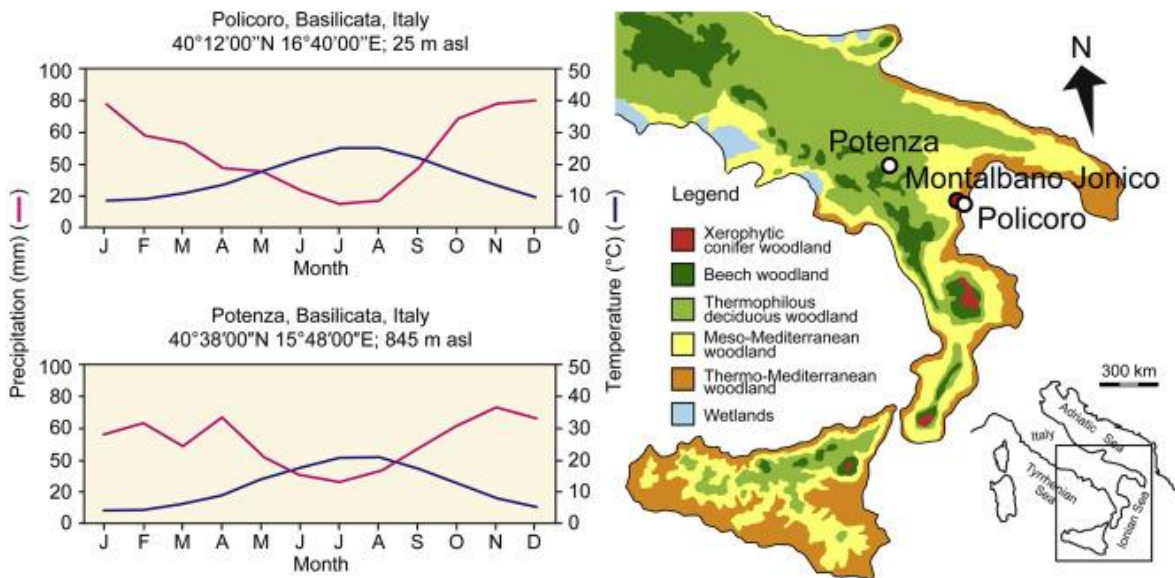 Policoro, Basilicata, Italy
40°12'00"N 16°40'00"E; 25 m asl
100
80
60
50
20
0
50
40
30
20
10
0
J F M A M J J A S O N D
Month
Precipitation (mm) (—)
Temperature (°C) (—)
Potenza, Basilicata, Italy
40°38'00"N 15°48'00"E; 845 m asl
100
80
60
50
20
0
50
40
30
20
10
0
J F M A M J J A S O N D
Month
N
Potenza
Montalbano Jonico
Policoro
Legend
Xerophytic
conifer woodland
Beech woodland
Thermophilous
deciduous woodland
Meso-Mediterranean
woodland
Thermo-Mediterranean
woodland
Wetlands
300 km
Adriatic Sea
Italy
Tyrrhenian
Sea
Ionian Sea